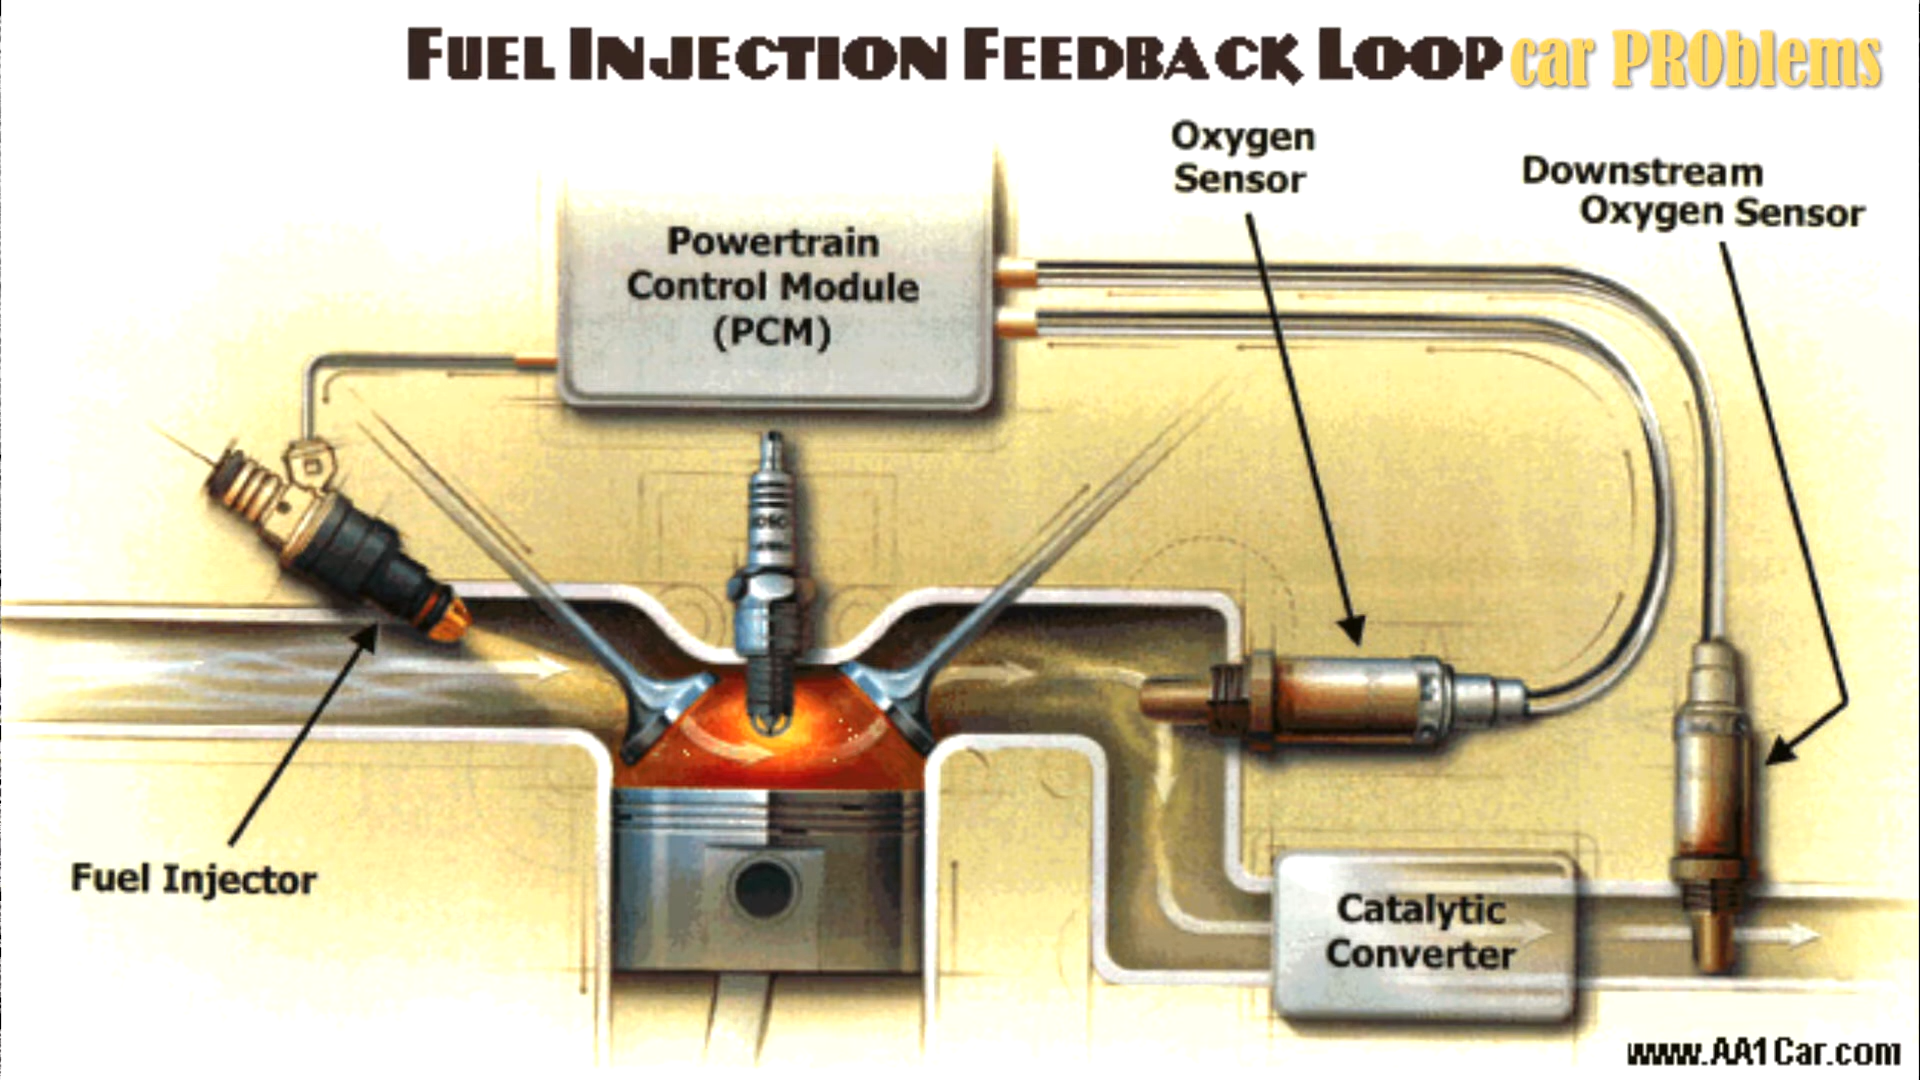 FUEL INJECTION FEEDBACK LOOP car PROblems
Oxygen
Sensor
Downstream
Oxygen Sensor
Powertrain
Control Module
(PCM)
Fuel Injector
Catalytic
Converter
www.AA1Car.com